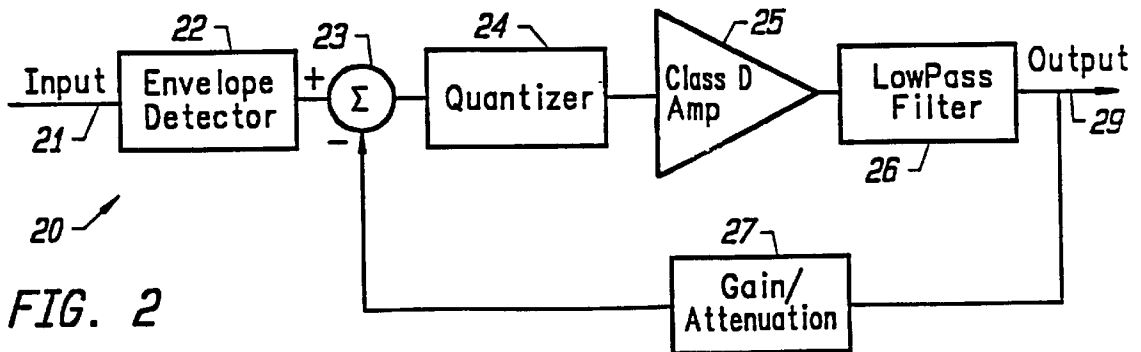 22
23
24
25
Input
Envelope
Detector
+
Σ
−
Quantizer
Class D
Amp
LowPass
Filter
Output
21
26
29
20
27
Gain/
Attenuation
FIG. 2